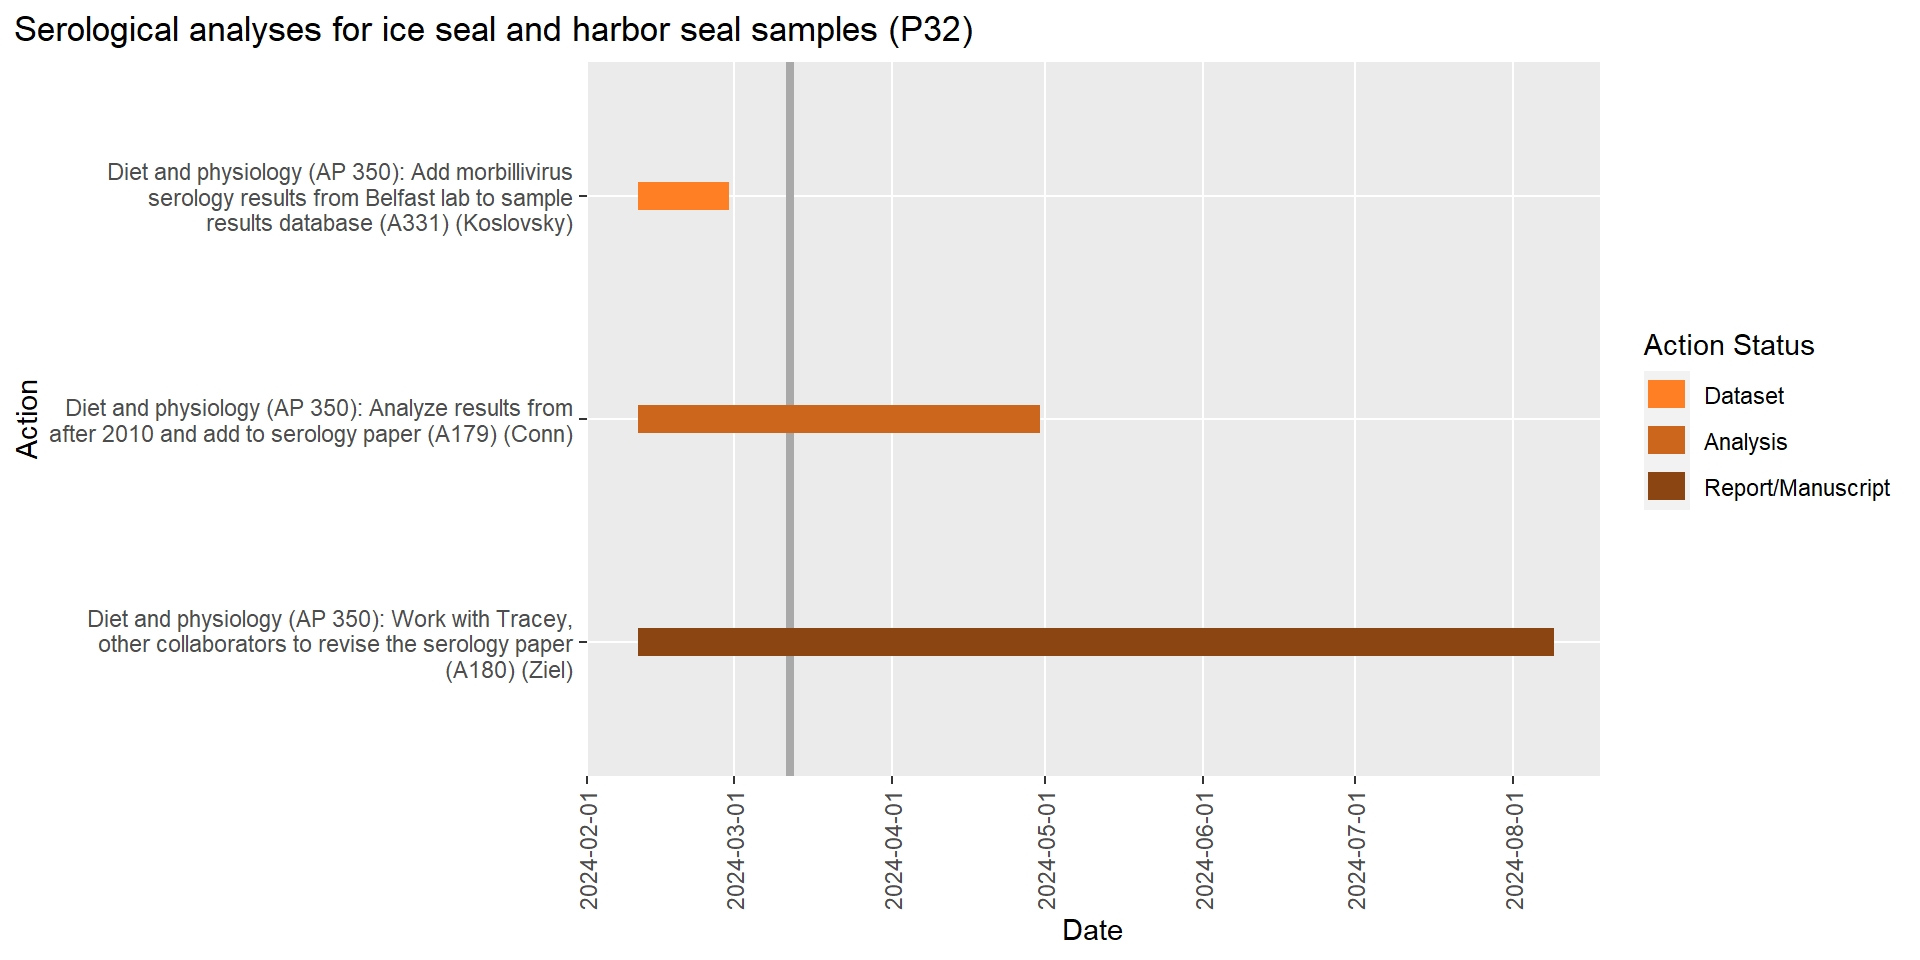 Serological analyses for ice seal and harbor seal samples (P32)
Diet and physiology (AP 350): Add morbillivirus
serology results from Belfast lab to sample
results database (A331) (Koslovsky)
Diet and physiology (AP 350): Analyze results from
after 2010 and add to serology paper (A179) (Conn)
Diet and physiology (AP 350): Work with Tracey,
other collaborators to revise the serology paper
(A180) (Ziel)
Action
2024-02-01
2024-03-01
2024-04-01
2024-05-01
2024-06-01
2024-07-01
2024-08-01
Date
Action Status
Dataset
Analysis
Report/Manuscript